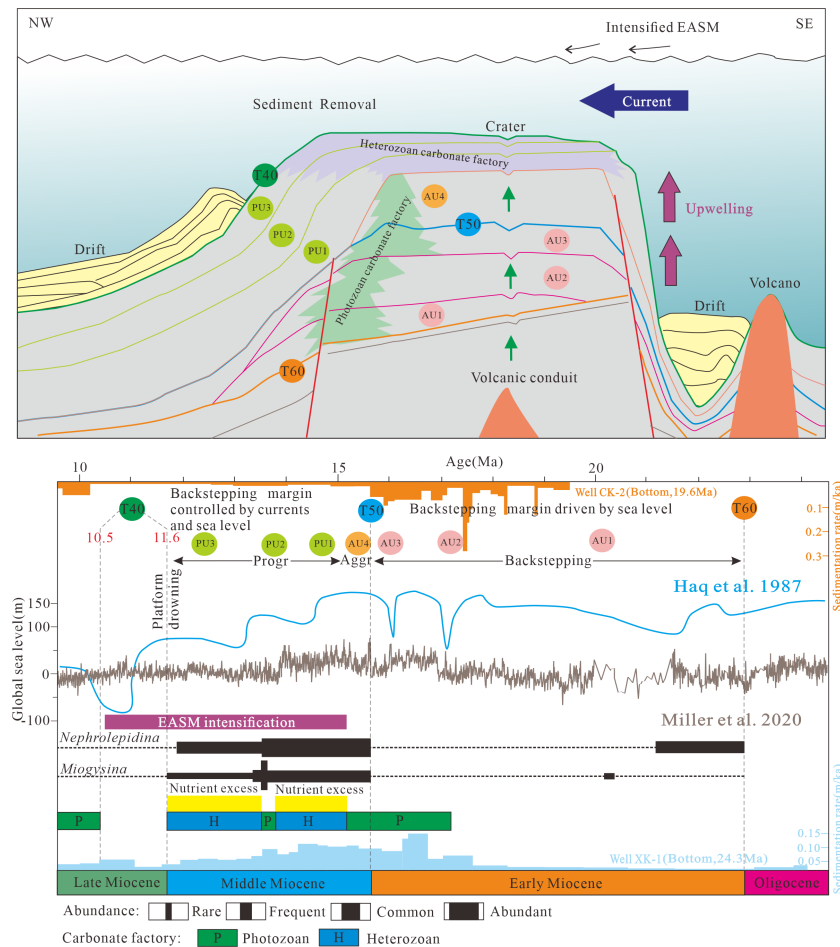 NW
Intensified EASM
SE
Sediment Removal
Current
Crater
Heterozoan carbonate factory
T40
PU3
PU2
PU1
AU4
T50
Upwelling
AU3
AU2
AU1
Photozoan carbonate factory
Drift
Drift
Volcano
T60
Volcanic conduit
10
15
Age(Ma)
20
Well CK-2(Bottom,19.6Ma)
Backstepping margin
controlled by currents
and sea level
Backstepping margin driven by sea level
T40
T50
T60
0.1
0.2
0.3
Sedimentation rate(m/ka)
10.5
11.6
PU3
PU2
PU1
AU4
AU3
AU2
AU1
Progr
Aggr
Backstepping
Platform
drowning
Haq et al. 1987
150
100
0
-100
Global sea level(m)
Miller et al. 2020
EASM intensification
Nephrolepidina
Miogysina
Nutrient excess
Nutrient excess
P
H
P
H
P
Well XK-1(Bottom,24.3Ma)
0.15
0.10
0.05
Sedimentation rate(m/ka)
Late Miocene
Middle Miocene
Early Miocene
Oligocene
Abundance:
Rare
Frequent
Common
Abundant
Carbonate factory:
P
Photozoan
H
Heterozoan